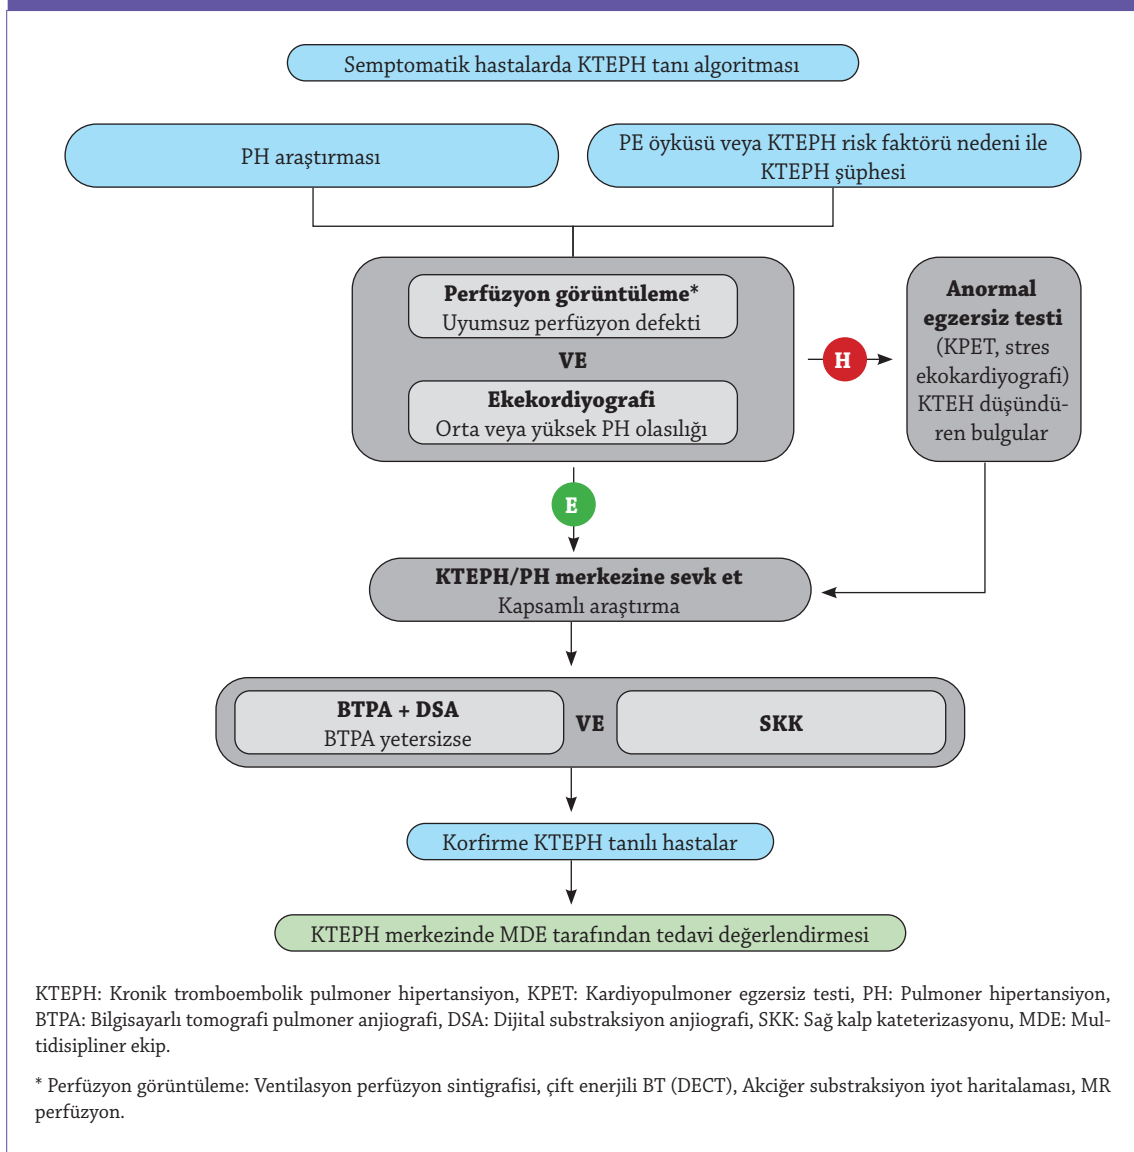 Semptomatik hastalarda KTEPH tanı algoritması
PH araştırması
PE öyküsü veya KTEPH risk faktörü nedeni ile
KTEPH şüphesi
Perfüzyon görüntüleme*
Uyumsuz perfüzyon defekti
VE
Ekekordiyografi
Orta veya yüksek PH olasılığı
H
Anormal
egzersiz testi
(KPET, stres
ekokardiyografi)
KTEH düşündü-
ren bulgular
E
KTEPH/PH merkezine sevk et
Kapsamlı araştırma
BTPA + DSA
BTPA yetersizse
VE
SKK
Korfirme KTEPH tanılı hastalar
KTEPH merkezinde MDE tarafından tedavi değerlendirmesi
KTEPH: Kronik tromboembolik pulmoner hipertansiyon, KPET: Kardiyopulmoner egzersiz testi, PH: Pulmoner hipertansiyon,
BTPA: Bilgisayarlı tomografi pulmoner anjiografi, DSA: Dijital substraksiyon anjiografi, SKK: Sağ kalp kateterizasyonu, MDE: Mul-
tidisipliner ekip.
* Perfüzyon görüntüleme: Ventilasyon perfüzyon sintigrafisi, çift enerjili BT (DECT), Akciğer substraksiyon iyot haritalaması, MR
perfüzyon.